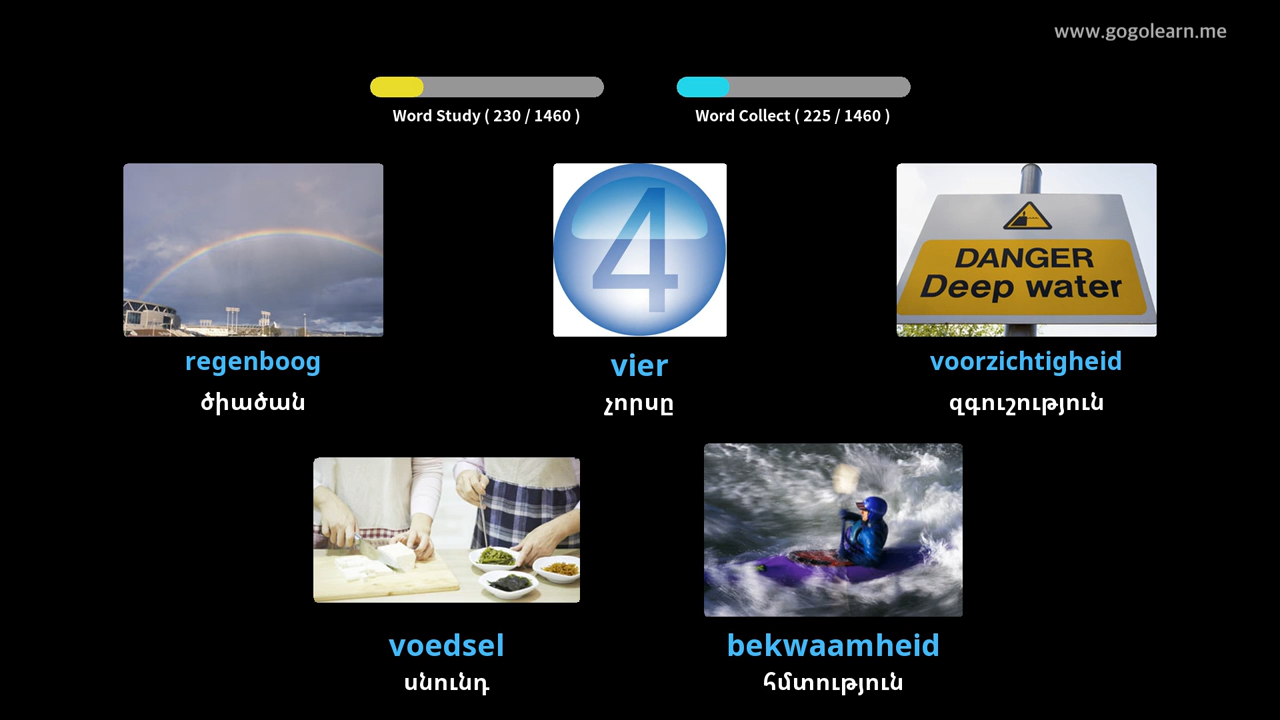 www.gogolearn.me
Word Study ( 230 / 1460 )
Word Collect ( 225 / 1460 )
4
DANGER
Deep water
regenboog
vier
voorzichtigheid
ծիածան
չորսը
զգուշություն
voedsel
bekwaamheid
սնունդ
հմտություն